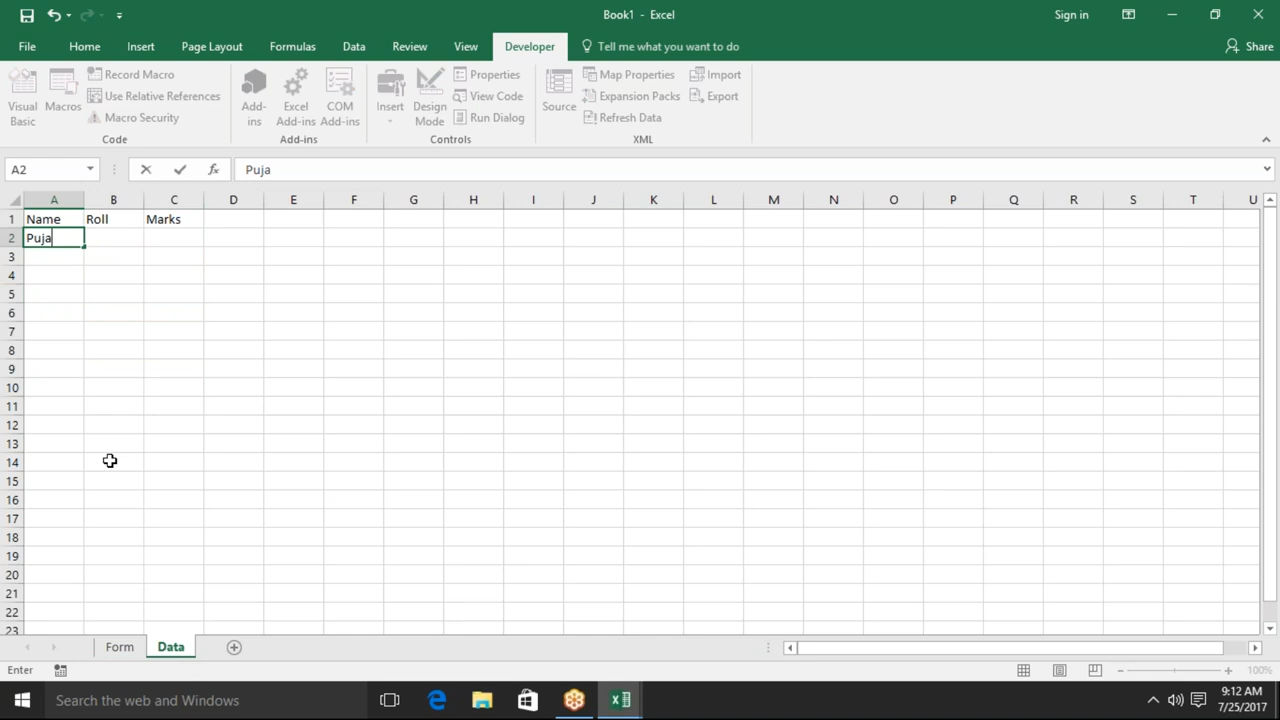 Book1 - Excel
Sign in
File Home Insert Page Layout Formulas Data Review View Developer Tell me what you want to do Share
Visual Basic
Macros
Record Macro
Use Relative References
Macro Security
Code
Add-ins
Excel Add-ins
COM Add-ins
Add-ins
Insert
Design Mode
Properties
View Code
Run Dialog
Controls
Source
Map Properties
Expansion Packs
Refresh Data
Import
Export
XML
A2 fx Puja
A B C D E F G H I J K L M N O P Q R S T U
1 Name Roll Marks
2 Puja
3
4
5
6
7
8
9
10
11
12
13
14
15
16
17
18
19
20
21
22
23
Form Data
Enter 100%
Search the web and Windows
9:12 AM
7/25/2017